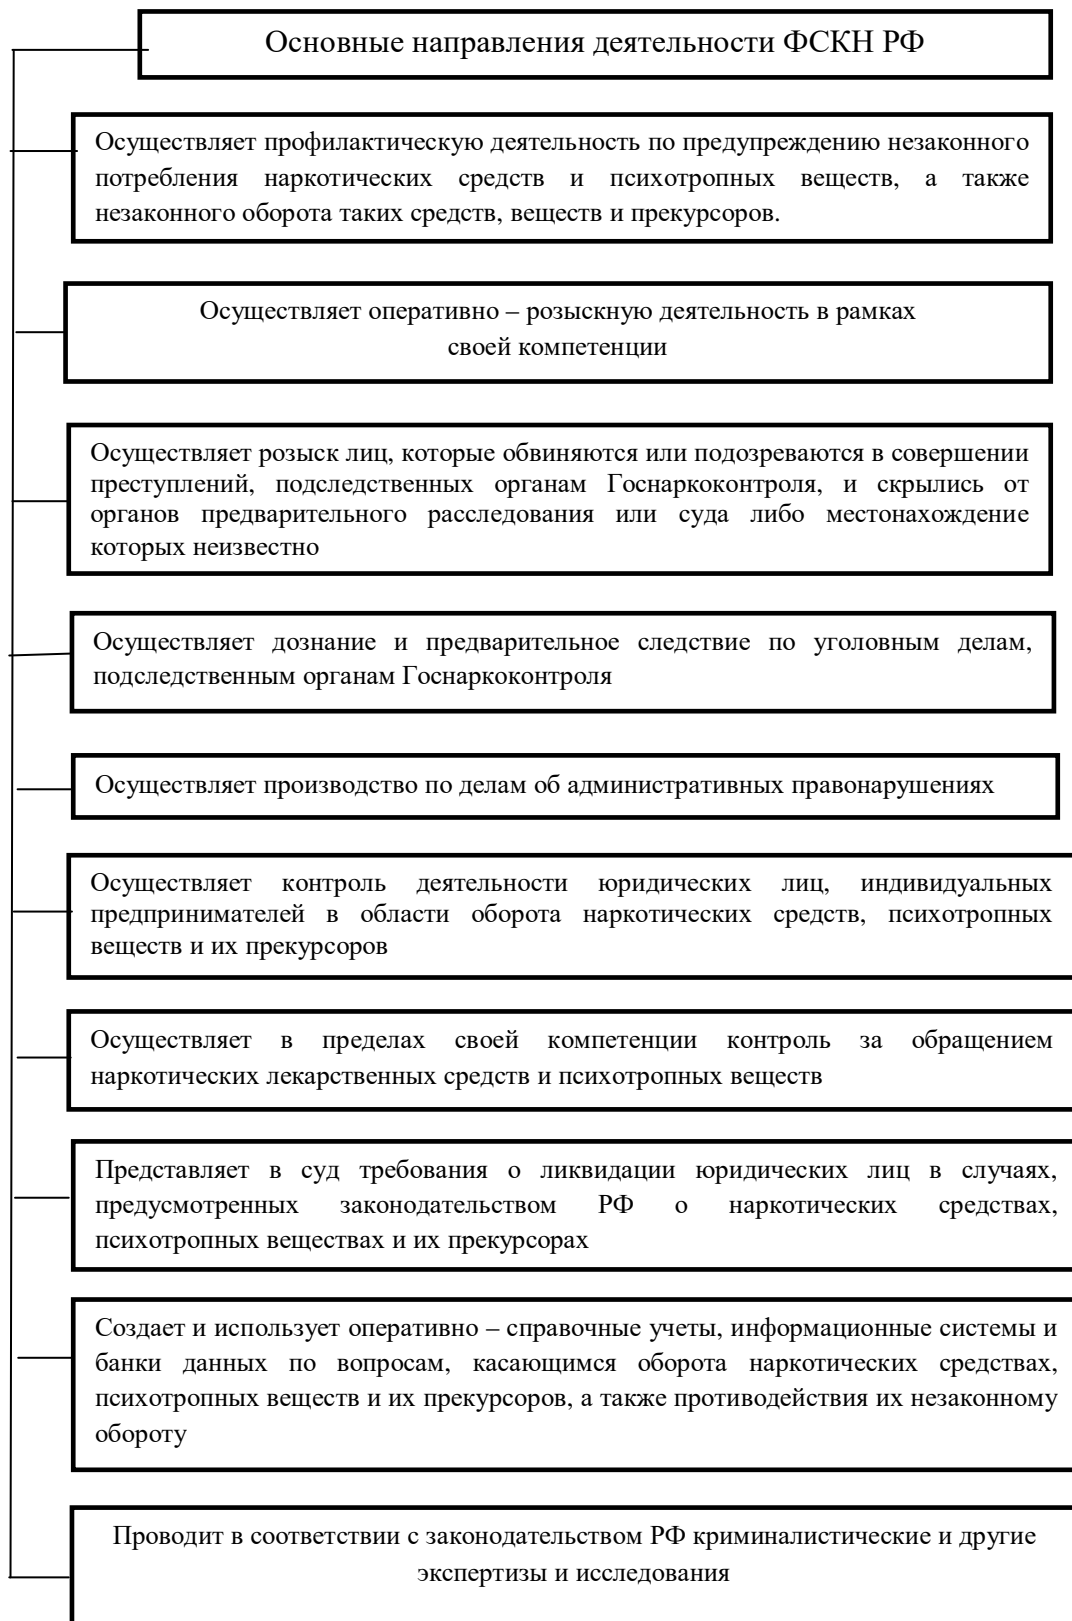 Основные направления деятельности ФСКН РФ
Осуществляет профилактическую деятельность по предупреждению незаконного
потребления наркотических средств и психотропных веществ, а также
незаконного оборота таких средств, веществ и прекурсоров.
Осуществляет оперативно – розыскную деятельность в рамках
своей компетенции
Осуществляет розыск лиц, которые обвиняются или подозреваются в совершении
преступлений, подследственных органам Госнаркоконтроля, и скрылись от
органов предварительного расследования или суда либо местонахождение
которых неизвестно
Осуществляет дознание и предварительное следствие по уголовным делам,
подследственным органам Госнаркоконтроля
Осуществляет производство по делам об административных правонарушениях
Осуществляет контроль деятельности юридических лиц, индивидуальных
предпринимателей в области оборота наркотических средств, психотропных
веществ и их прекурсоров
Осуществляет в пределах своей компетенции контроль за обращением
наркотических лекарственных средств и психотропных веществ
Представляет в суд требования о ликвидации юридических лиц в случаях,
предусмотренных законодательством РФ о наркотических средствах,
психотропных веществах и их прекурсорах
Создает и использует оперативно – справочные учеты, информационные системы и
банки данных по вопросам, касающимся оборота наркотических средствах,
психотропных веществ и их прекурсоров, а также противодействия их незаконному
обороту
Проводит в соответствии с законодательством РФ криминалистические и другие
экспертизы и исследования